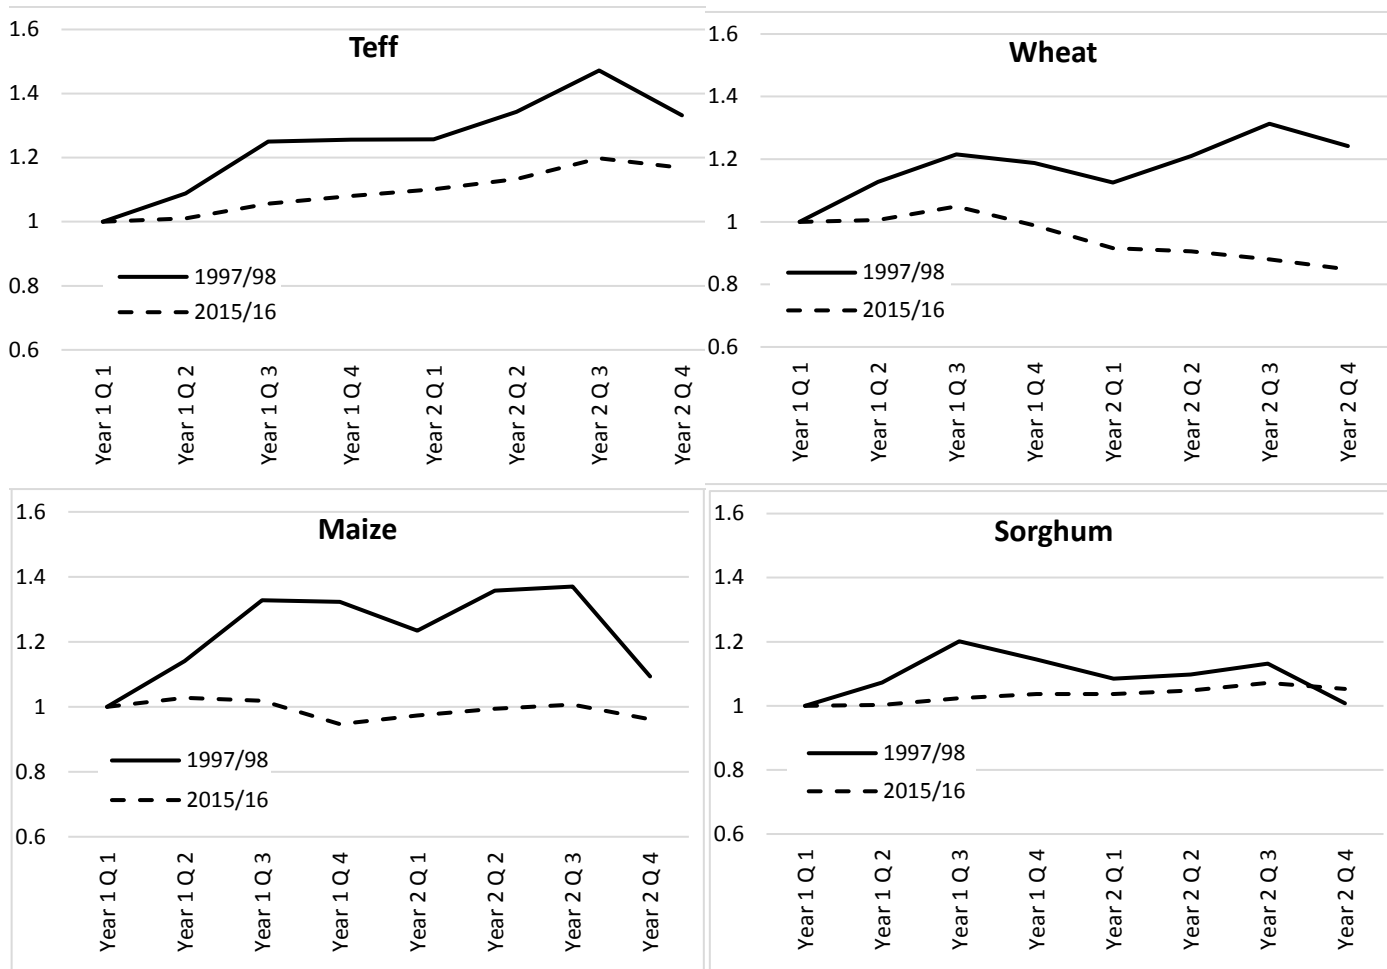 Teff
1.6
1.4
1.2
1
0.8
0.6
1997/98
2015/16
Year 1 Q 1
Year 1 Q 2
Year 1 Q 3
Year 1 Q 4
Year 2 Q 1
Year 2 Q 2
Year 2 Q 3
Year 2 Q 4
Wheat
1.6
1.4
1.2
1
0.8
0.6
1997/98
2015/16
Year 1 Q 1
Year 1 Q 2
Year 1 Q 3
Year 1 Q 4
Year 2 Q 1
Year 2 Q 2
Year 2 Q 3
Year 2 Q 4
Maize
1.6
1.4
1.2
1
0.8
0.6
1997/98
2015/16
Year 1 Q 1
Year 1 Q 2
Year 1 Q 3
Year 1 Q 4
Year 2 Q 1
Year 2 Q 2
Year 2 Q 3
Year 2 Q 4
Sorghum
1.6
1.4
1.2
1
0.8
0.6
1997/98
2015/16
Year 1 Q 1
Year 1 Q 2
Year 1 Q 3
Year 1 Q 4
Year 2 Q 1
Year 2 Q 2
Year 2 Q 3
Year 2 Q 4